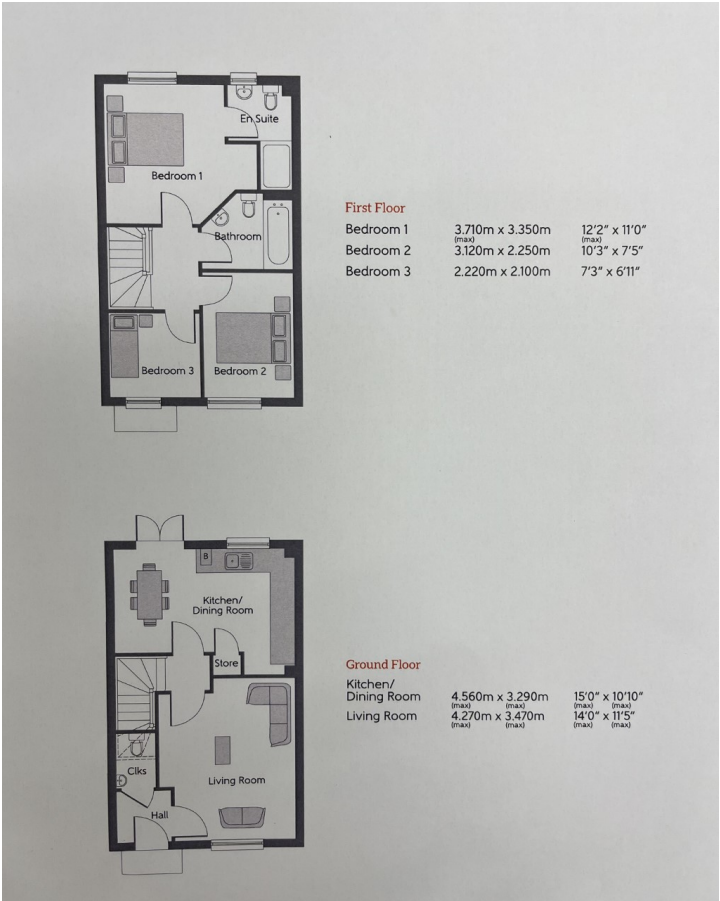 En Suite
Bedroom 1
Bathroom
Bedroom 3
Bedroom 2
First Floor
Bedroom 1 3.710m x 3.350m 12'2" x 11'0"
(max) (max)
Bedroom 2 3.120m x 2.250m 10'3" x 7'5"
Bedroom 3 2.220m x 2.100m 7'3" x 6'11"
B
Kitchen/
Dining Room
Store
Clks
Living Room
Hall
Ground Floor
Kitchen/
Dining Room 4.560m x 3.290m 15'0" x 10'10"
(max) (max) (max) (max)
Living Room 4.270m x 3.470m 14'0" x 11'5"
(max) (max) (max) (max)